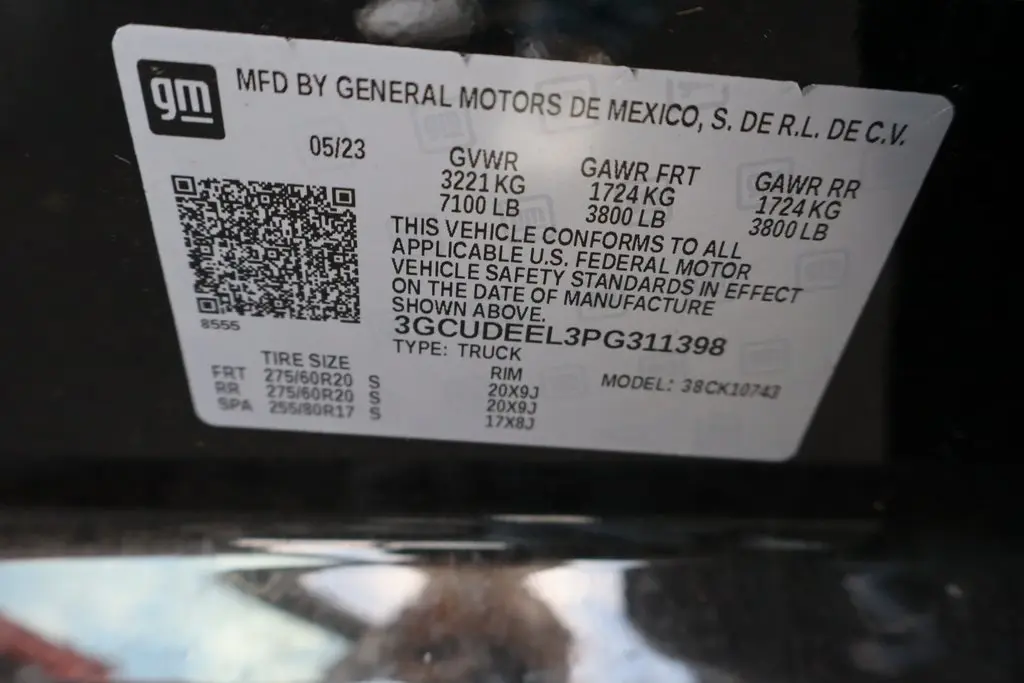 gm
MFD BY GENERAL MOTORS DE MEXICO, S. DE R.L. DE C.V.
05/23
GVWR GAWR FRT GAWR RR
3221 KG 1724 KG 1724 KG
7100 LB 3800 LB 3800 LB
THIS VEHICLE CONFORMS TO ALL
APPLICABLE U.S. FEDERAL MOTOR
VEHICLE SAFETY STANDARDS IN EFFECT
ON THE DATE OF MANUFACTURE
SHOWN ABOVE.
8555
3GCUDEEL3PG311398
TYPE: TRUCK
TIRE SIZE RIM MODEL: 38CK10743
FRT 275/60R20 S 20X9J
RR 275/60R20 S 20X9J
SPA 255/80R17 S 17X8J